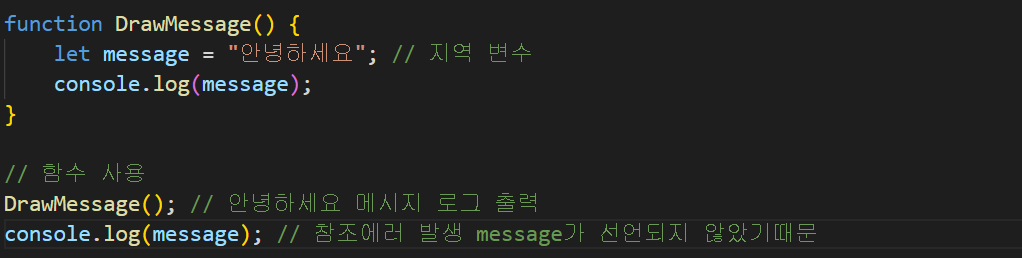 function DrawMessage() {
    let message = "안녕하세요"; // 지역 변수
    console.log(message);
}
// 함수 사용
DrawMessage(); // 안녕하세요 메시지 로그 출력
console.log(message); // 참조에러 발생 message가 선언되지 않았기때문